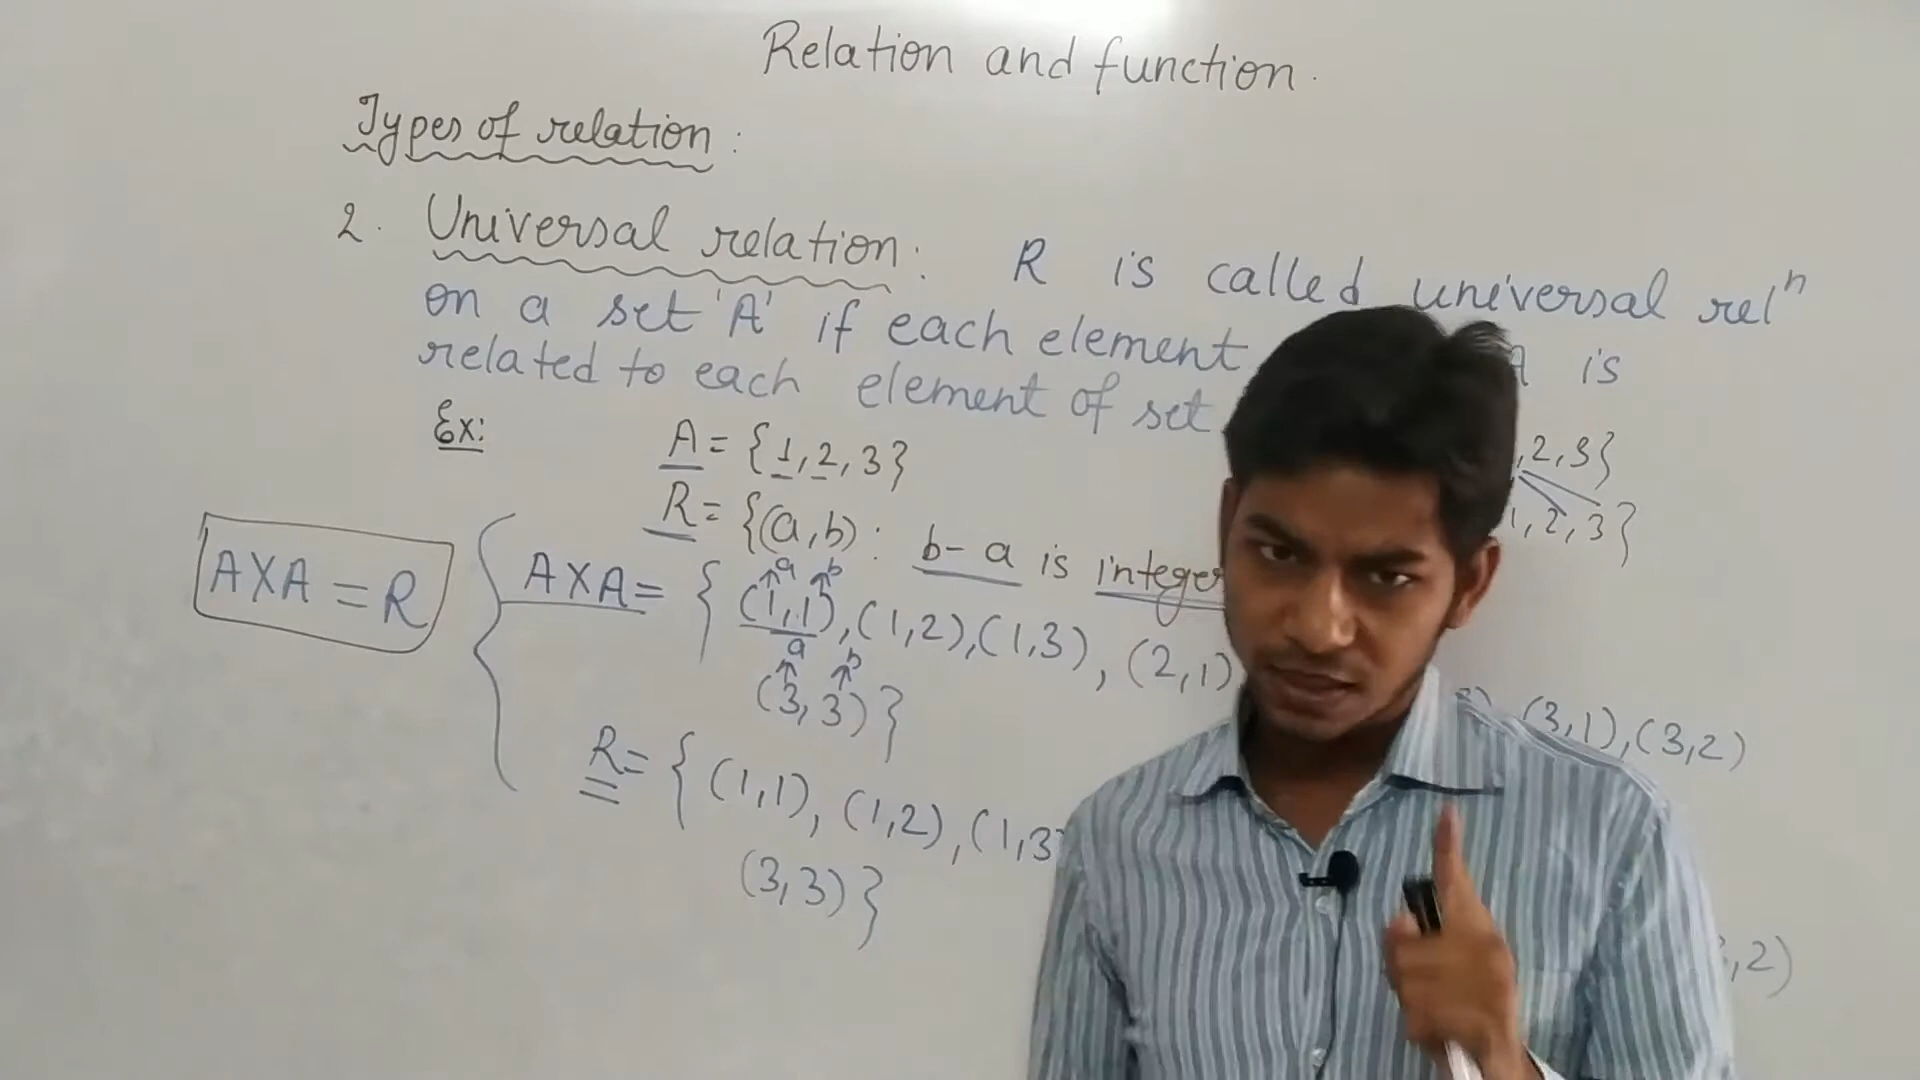 Relation and function.
Types of relation:
2. Universal relation: R is called universal relⁿ
on a set 'A' if each element A is
related to each element of set
Ex: A = {1,2,3} ,2,3}
R = {(a,b): b-a is integer 1,2,3}
a b
AXA = R AXA = { (1,1),(1,2),(1,3),(2,1), (3,1),(3,2)
a b
(3,3)}
R = { (1,1),(1,2),(1,3 ,2)
(3,3)}